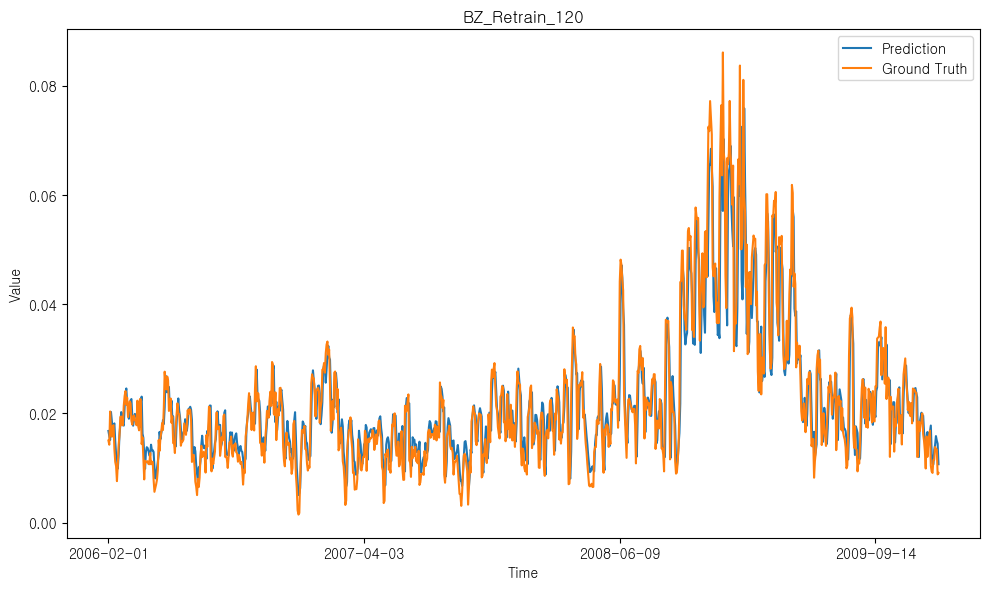 BZ_Retrain_120
Prediction
Ground Truth
0.08
0.06
0.04
0.02
0.00
Value
2006-02-01
2007-04-03
2008-06-09
2009-09-14
Time